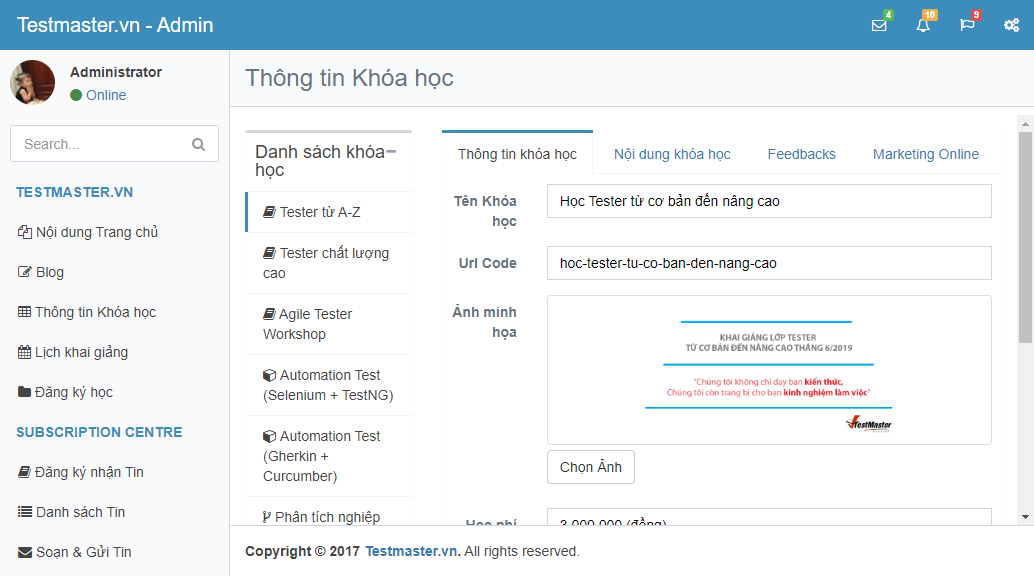 Testmaster.vn - Admin
4
10
9
Administrator
Online
Search...
TESTMASTER.VN
Nội dung Trang chủ
Blog
Thông tin Khóa học
Lịch khai giảng
Đăng ký học
SUBSCRIPTION CENTRE
Đăng ký nhận Tin
Danh sách Tin
Soạn & Gửi Tin
Thông tin Khóa học
Danh sách khóa
học
Tester từ A-Z
Tester chất lượng
cao
Agile Tester
Workshop
Automation Test
(Selenium + TestNG)
Automation Test
(Gherkin +
Curcumber)
Phân tích nghiệp
Thông tin khóa học
Nội dung khóa học
Feedbacks
Marketing Online
Tên Khóa
học
Học Tester từ cơ bản đến nâng cao
Url Code
hoc-tester-tu-co-ban-den-nang-cao
Ảnh minh
họa
KHAI GIẢNG LỚP TESTER
TỪ CƠ BẢN ĐẾN NÂNG CAO THÁNG 6/2019
"Chúng tôi không chỉ dạy bạn kiến thức,
Chúng tôi còn trang bị cho bạn kinh nghiệm làm việc"
TestMaster
Chọn Ảnh
Học phí
3.000.000 (đồng)
Copyright © 2017 Testmaster.vn. All rights reserved.